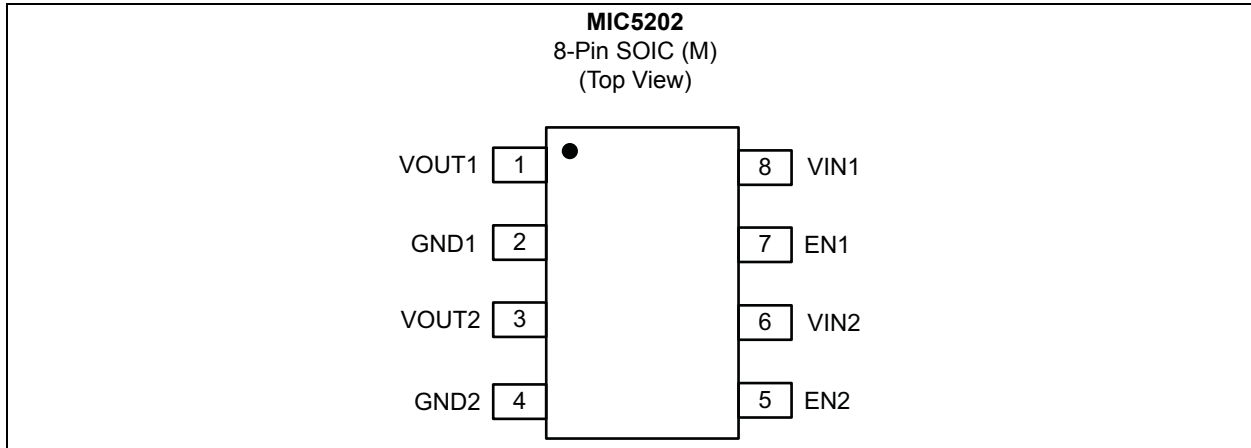 MIC5202
8-Pin SOIC (M)
(Top View)
VOUT1 1 8 VIN1
GND1 2 7 EN1
VOUT2 3 6 VIN2
GND2 4 5 EN2